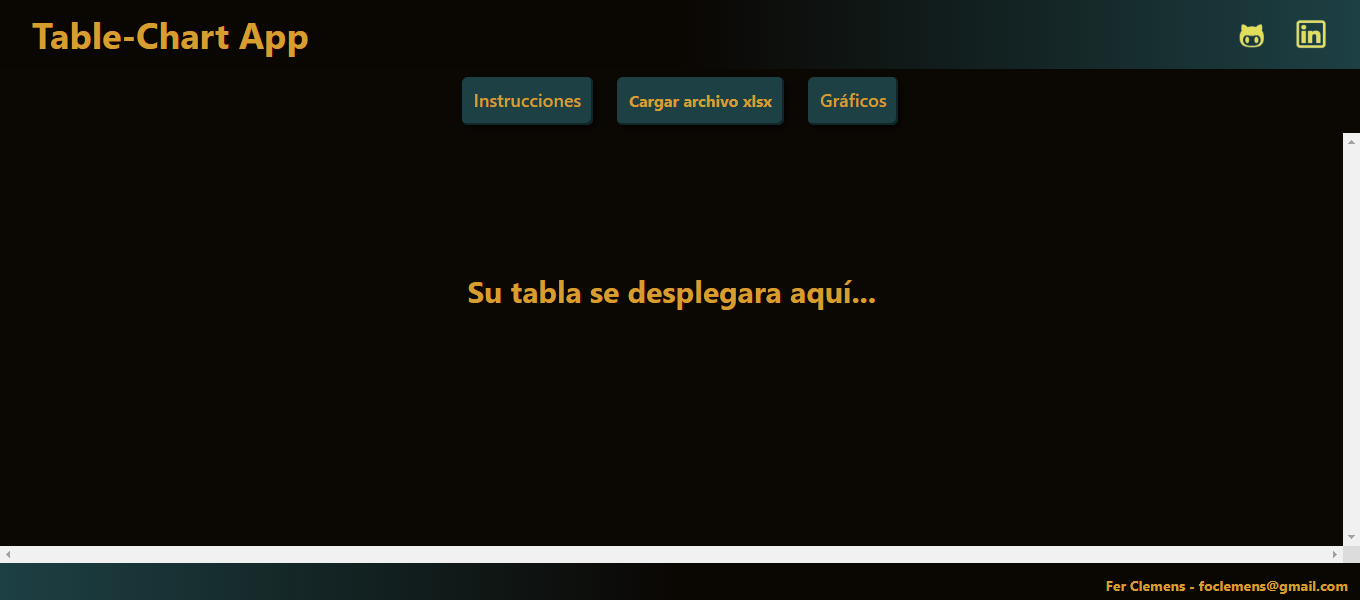 Table-Chart App
Instrucciones
Cargar archivo xlsx
Gráficos
Su tabla se desplegara aquí...
Fer Clemens - foclemens@gmail.com